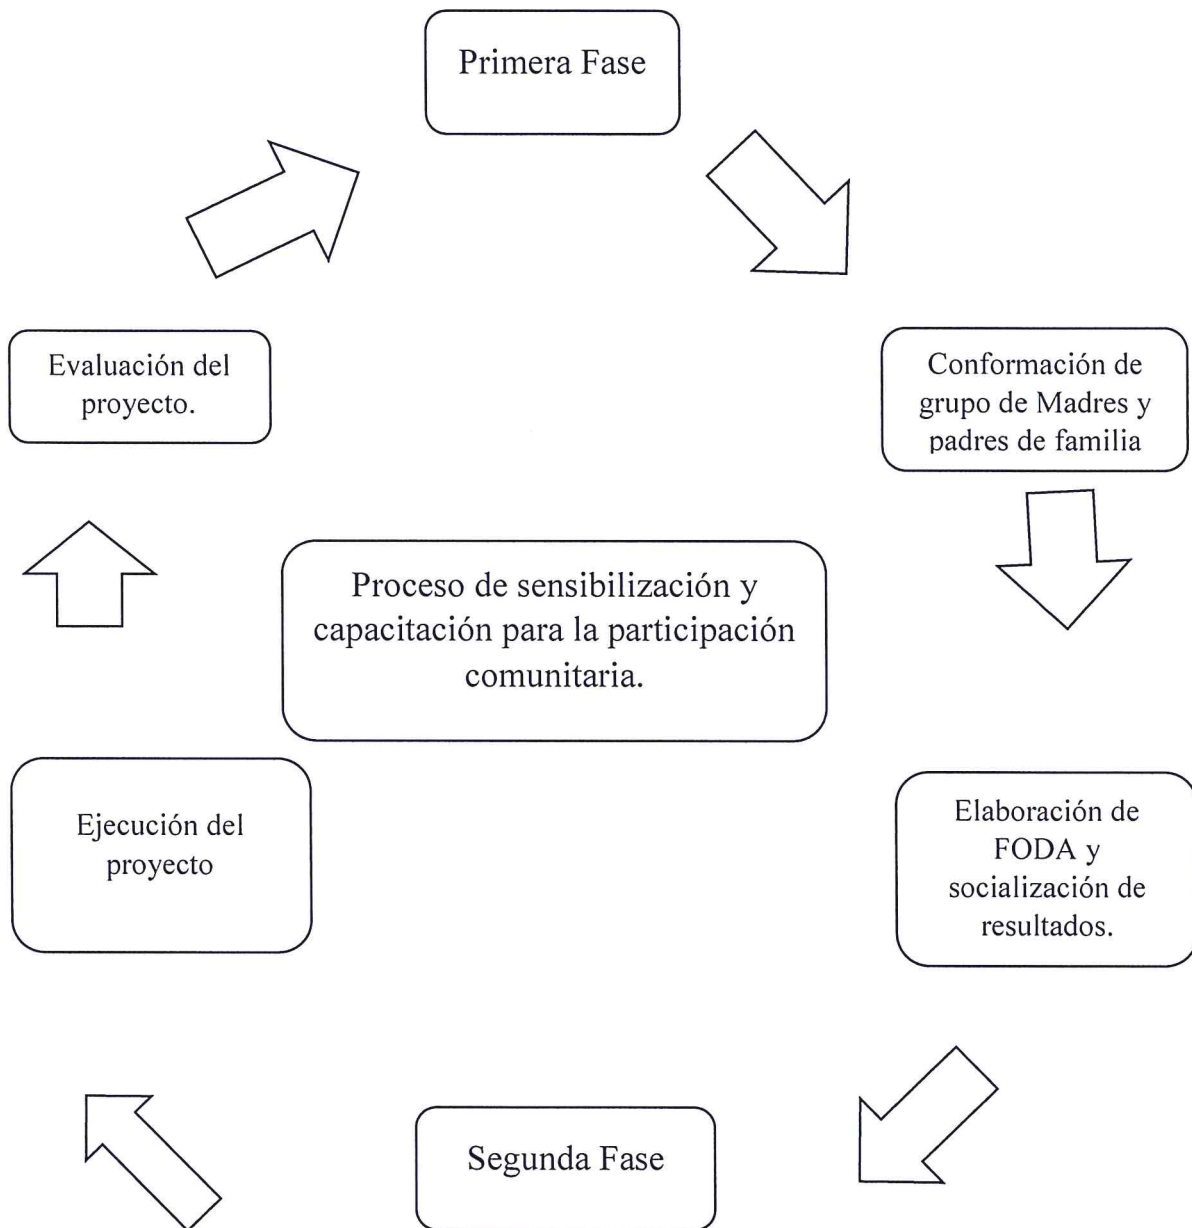 Primera Fase
Conformación de
grupo de Madres y
padres de familia
Elaboración de
FODA y
socialización de
resultados.
Segunda Fase
Ejecución del
proyecto
Evaluación del
proyecto.
Proceso de sensibilización y
capacitación para la participación
comunitaria.